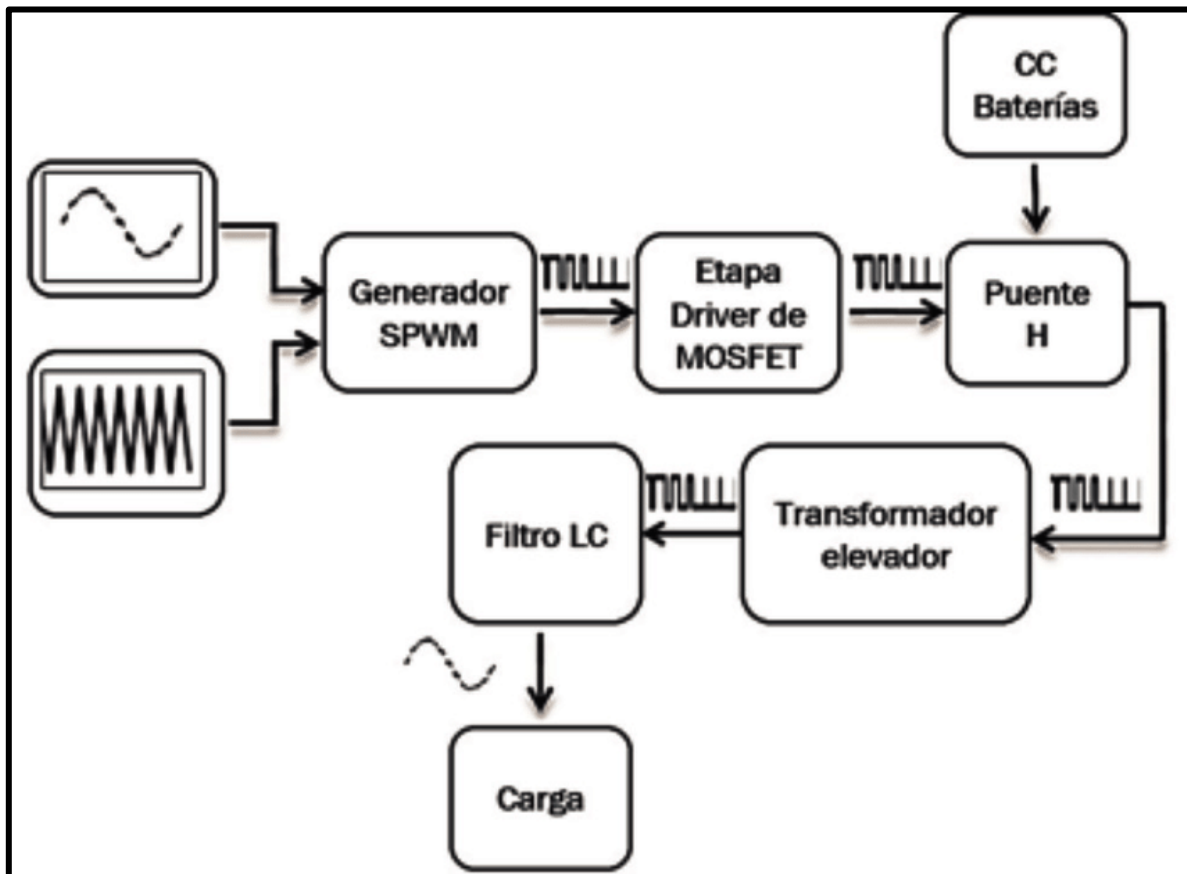 CC
Baterías
Generador
SPWM
Etapa
Driver de
MOSFET
Puente
H
Filtro LC
Transformador
elevador
Carga